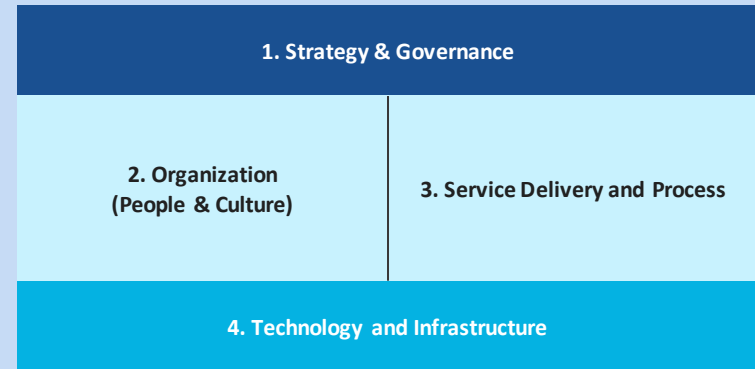 1. Strategy & Governance
2. Organization
(People & Culture)
3. Service Delivery and Process
4. Technology and Infrastructure